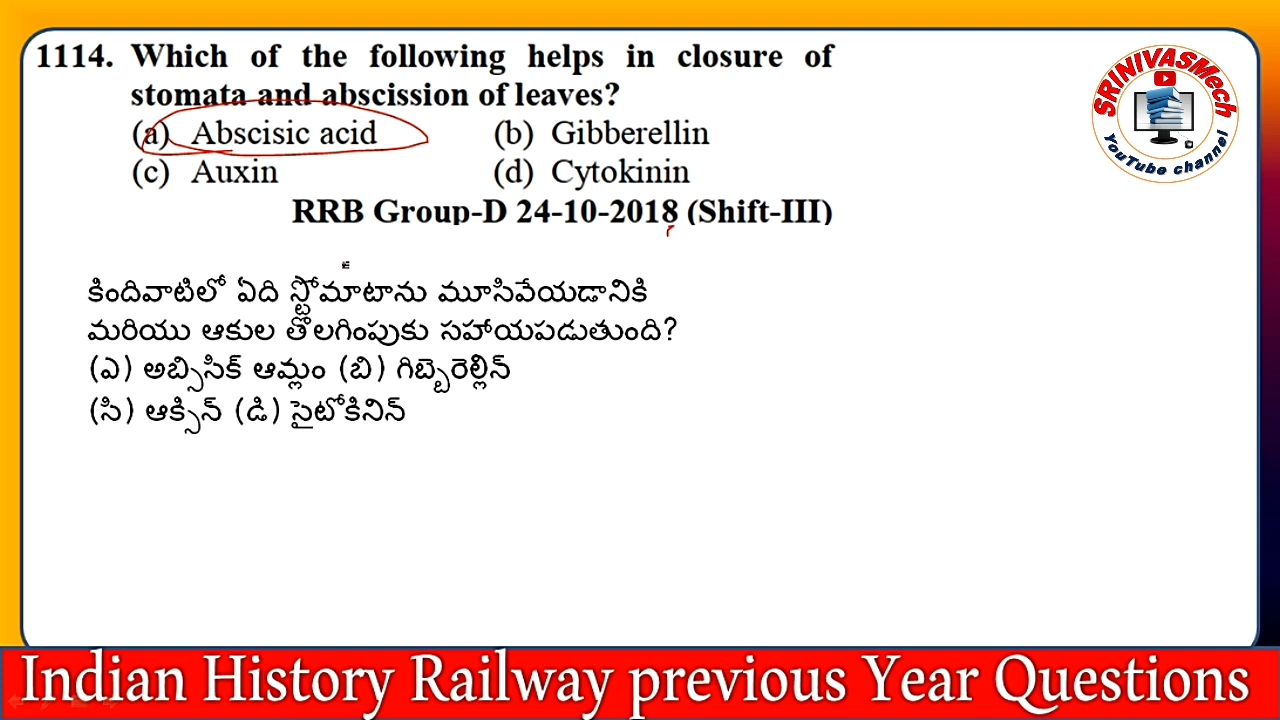 1114. Which of the following helps in closure of
stomata and abscission of leaves?
(a) Abscisic acid (b) Gibberellin
(c) Auxin (d) Cytokinin
RRB Group-D 24-10-2018 (Shift-III)
SRINIVASMech
YouTube channel
కిందివాటిలో ఏది స్టోమాటాను మూసివేయడానికి
మరియు ఆకుల తొలగింపుకు సహాయపడుతుంది?
(ఎ) అబ్సిసిక్ ఆమ్లం (బి) గిబ్బెరెల్లిన్
(సి) ఆక్సిన్ (డి) సైటోకినిన్
Indian History Railway previous Year Questions